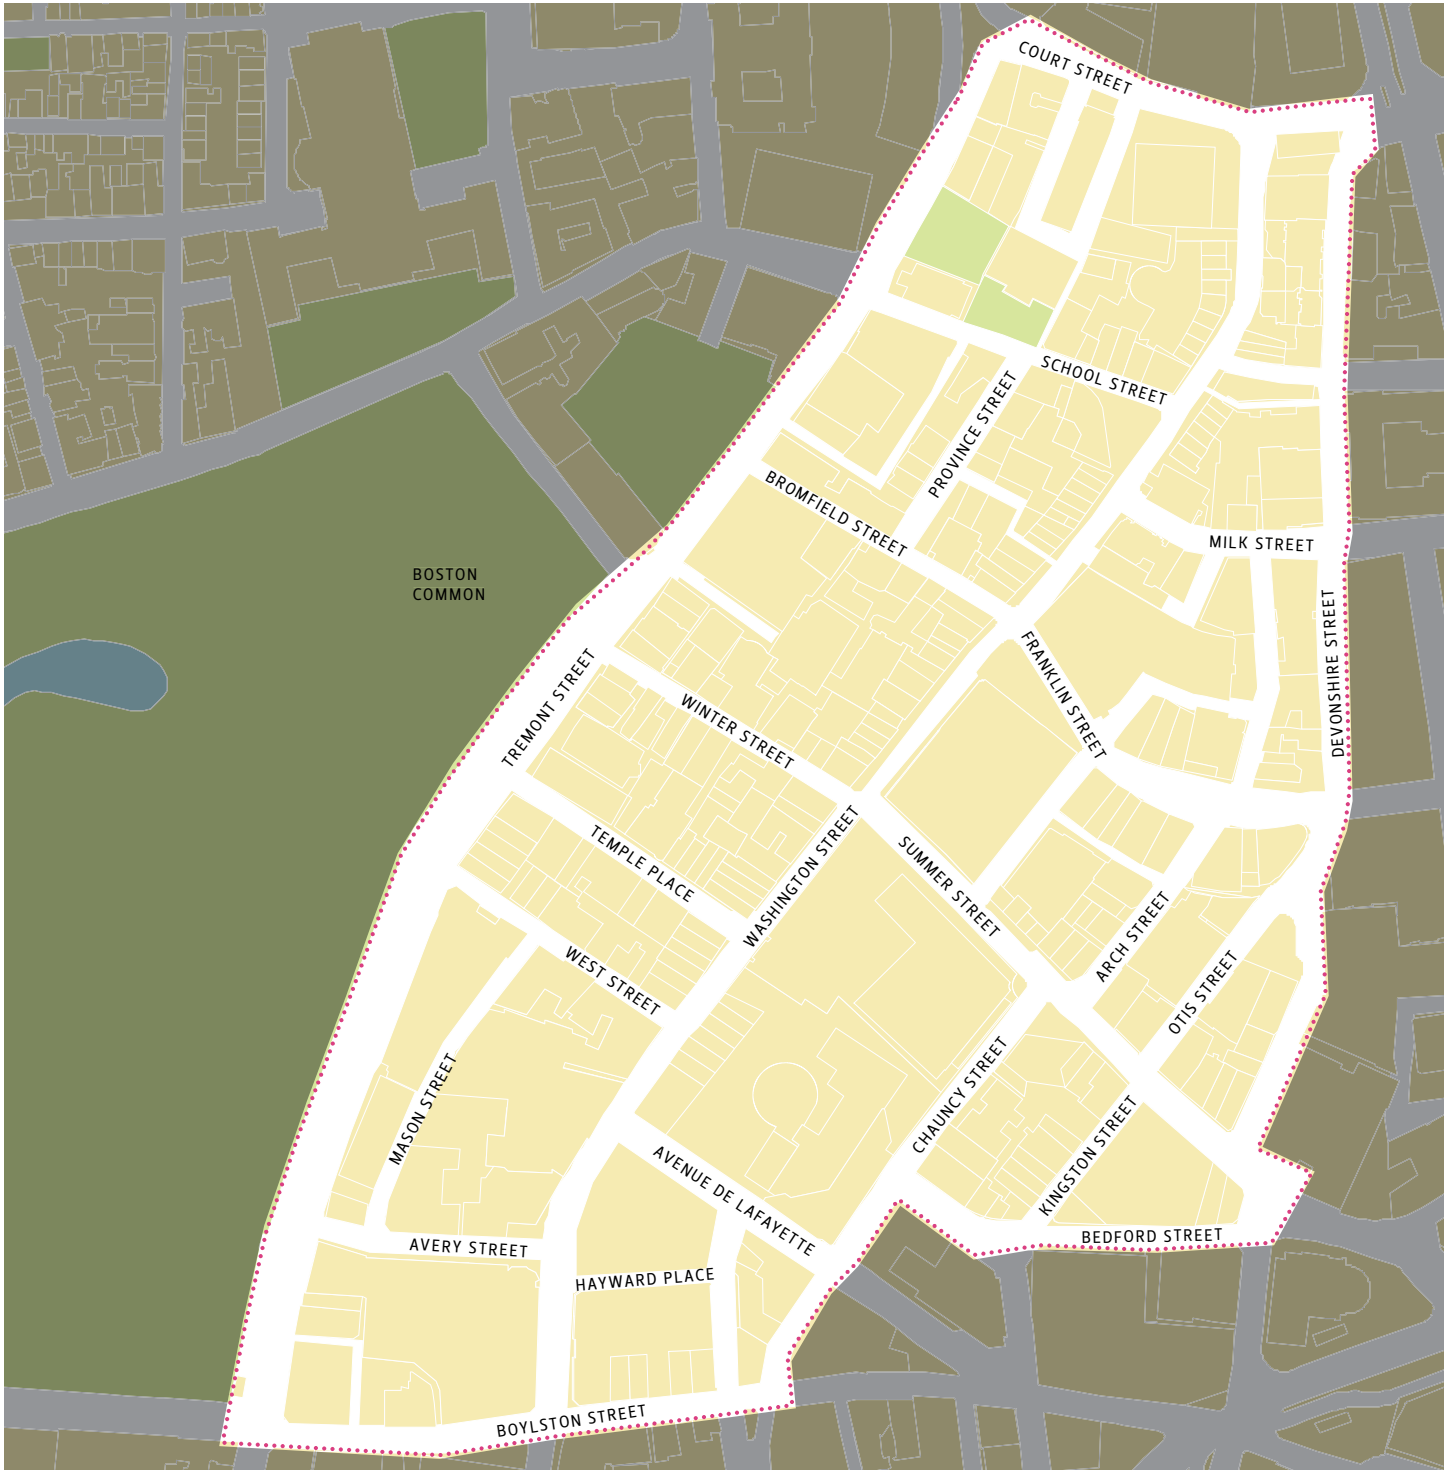 COURT STREET
SCHOOL STREET
PROVINCE STREET
BROMFIELD STREET
MILK STREET
BOSTON
COMMON
DEVONSHIRE STREET
FRANKLIN STREET
TREMONT STREET
WINTER STREET
TEMPLE PLACE
WASHINGTON STREET
SUMMER STREET
ARCH STREET
WEST STREET
OTIS STREET
MASON STREET
CHAUNCY STREET
KINGSTON STREET
AVENUE DE LAFAYETTE
BEDFORD STREET
AVERY STREET
HAYWARD PLACE
BOYLSTON STREET